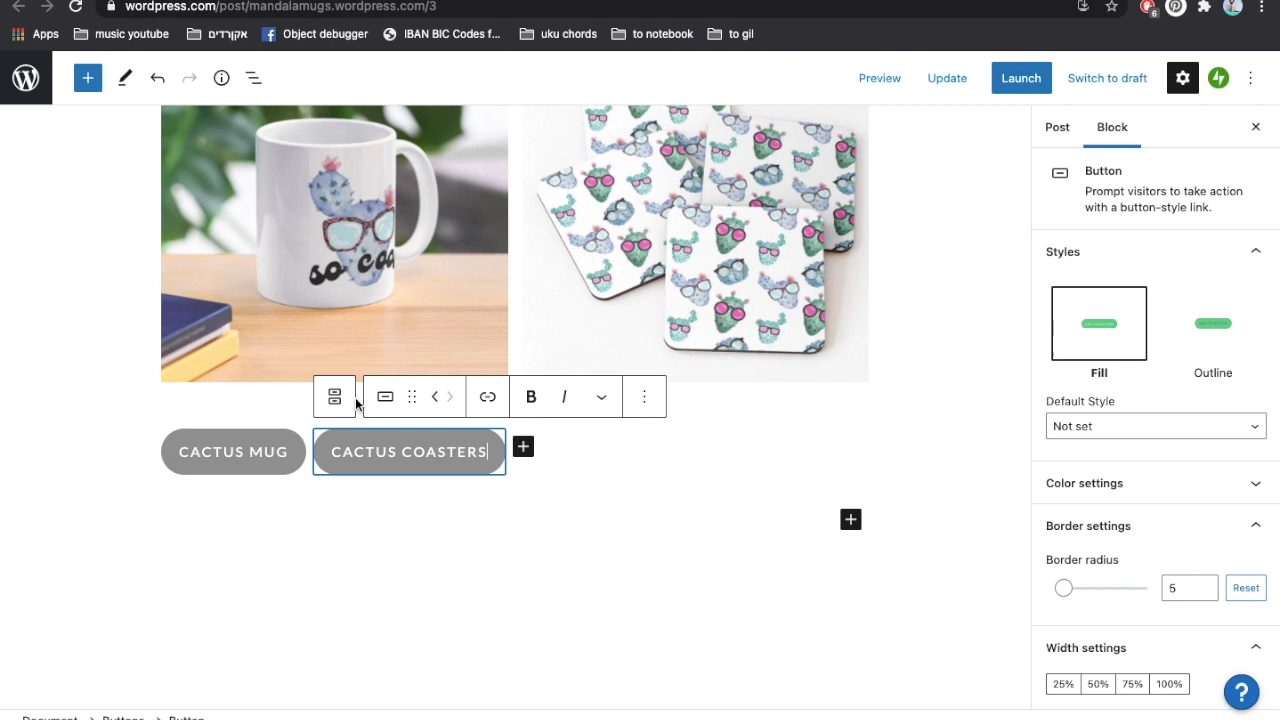 wordpress.com/post/mandalamugs.wordpress.com/3
6
Apps music youtube אקורדים Object debugger IBAN BIC Codes f... uku chords to notebook to gil
Preview Update Launch Switch to draft
Post Block
Button
Prompt visitors to take action
with a button-style link.
Styles
Fill Outline
Default Style
Not set
Color settings
Border settings
Border radius
5 Reset
Width settings
25% 50% 75% 100%
so coo
B I
CACTUS MUG CACTUS COASTERS
Document → Buttons → Button
?